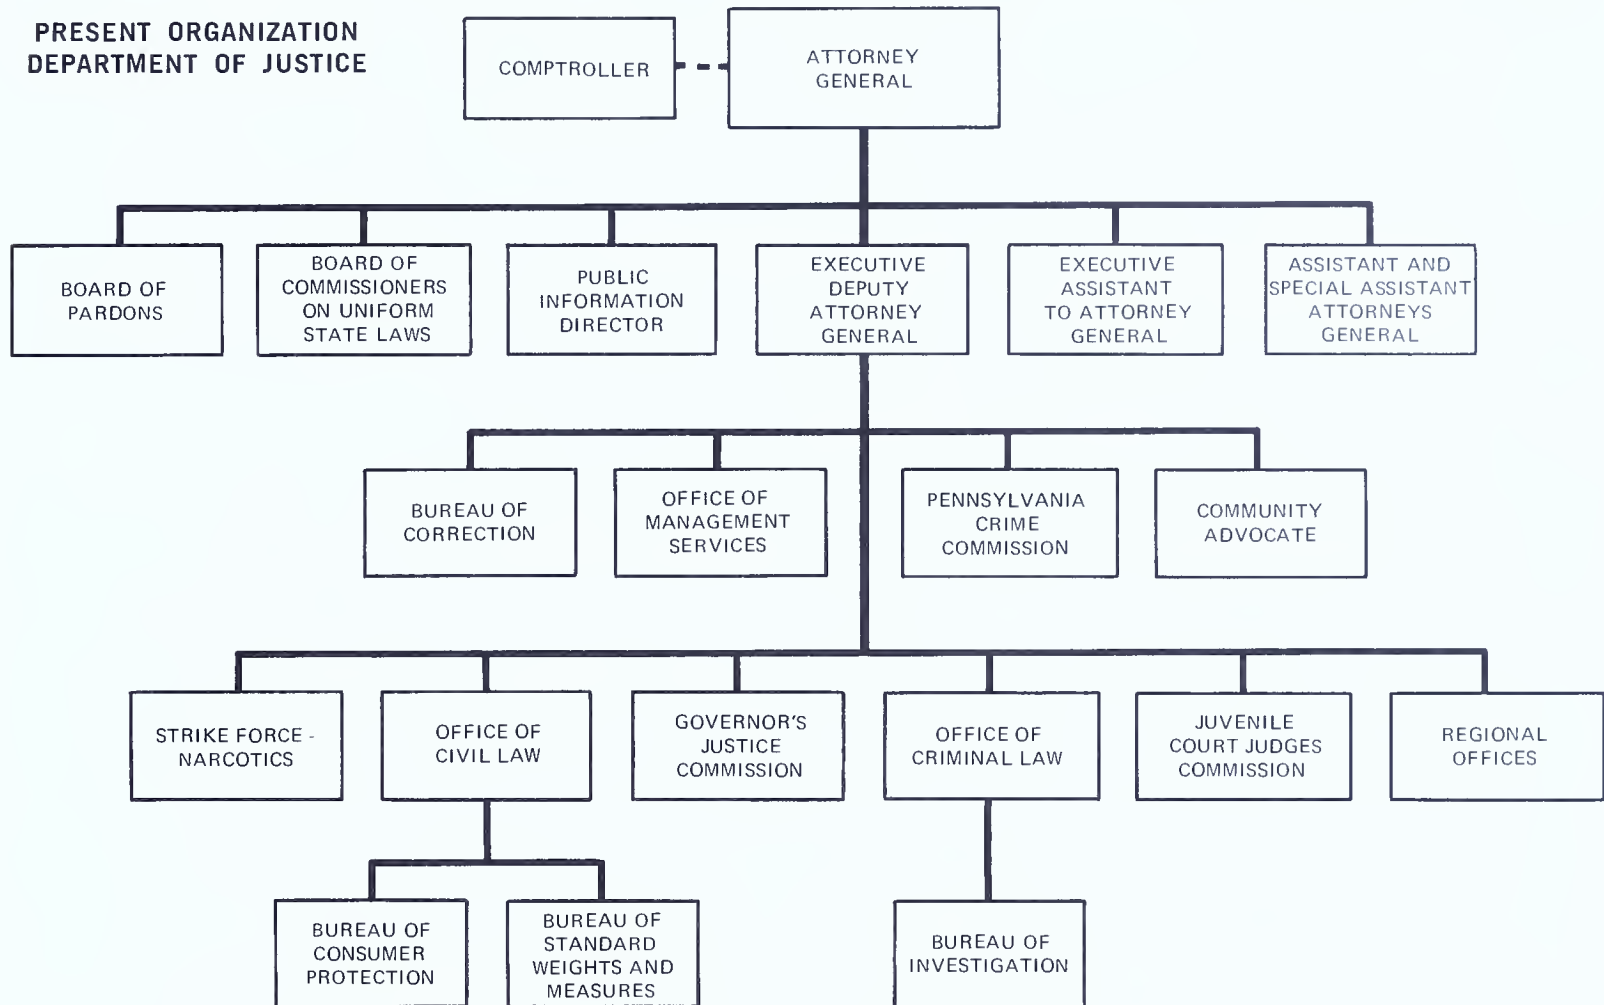 PRESENT ORGANIZATION
DEPARTMENT OF JUSTICE
COMPTROLLER
ATTORNEY
GENERAL
BOARD OF
PARDONS
BOARD OF
COMMISSIONERS
ON UNIFORM
STATE LAWS
PUBLIC
INFORMATION
DIRECTOR
EXECUTIVE
DEPUTY
ATTORNEY
GENERAL
EXECUTIVE
ASSISTANT
TO ATTORNEY
GENERAL
ASSISTANT AND
SPECIAL ASSISTANT
ATTORNEYS
GENERAL
BUREAU OF
CORRECTION
OFFICE OF
MANAGEMENT
SERVICES
PENNSYLVANIA
CRIME
COMMISSION
COMMUNITY
ADVOCATE
STRIKE FORCE -
NARCOTICS
OFFICE OF
CIVIL LAW
GOVERNOR'S
JUSTICE
COMMISSION
OFFICE OF
CRIMINAL LAW
JUVENILE
COURT JUDGES
COMMISSION
REGIONAL
OFFICES
BUREAU OF
CONSUMER
PROTECTION
BUREAU OF
STANDARD
WEIGHTS AND
MEASURES
BUREAU OF
INVESTIGATION